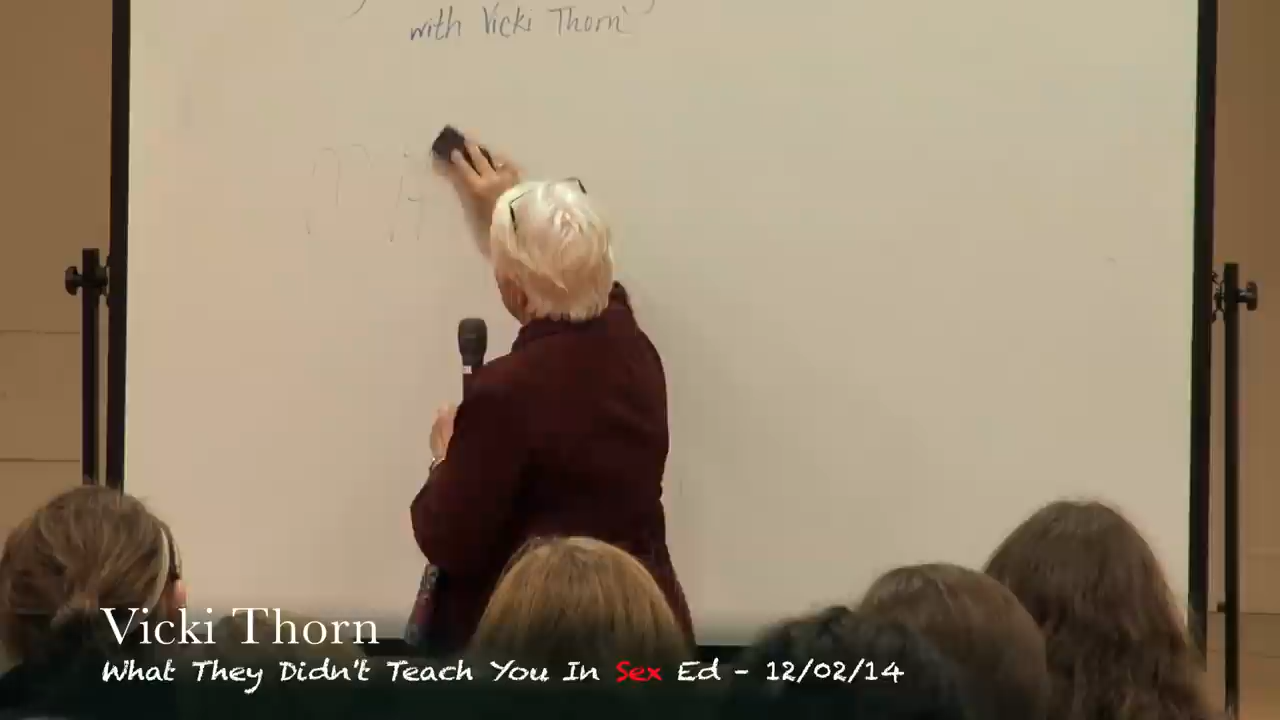 with Vicki Thorn
Vicki Thorn
What They Didn't Teach You In Sex Ed - 12/02/14